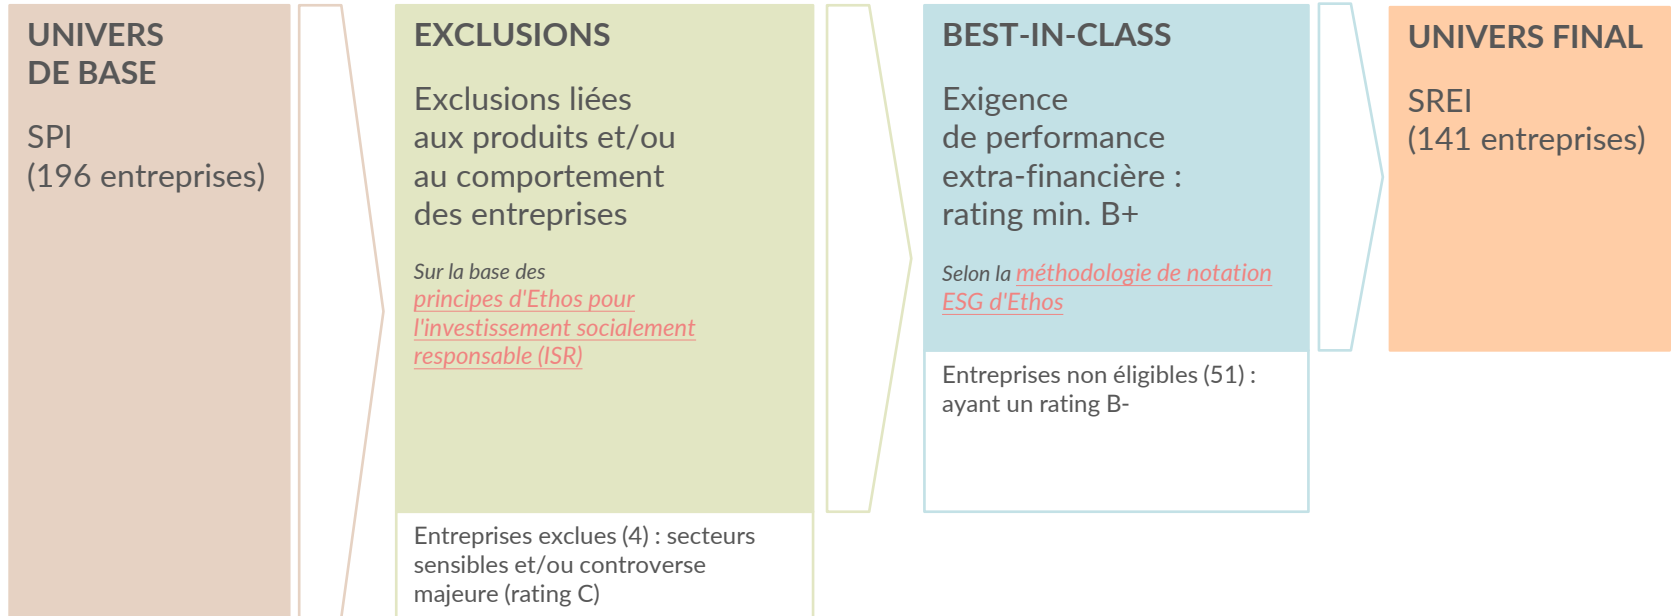 UNIVERS
DE BASE
SPI
(196 entreprises)
EXCLUSIONS
Exclusions liées
aux produits et/ou
au comportement
des entreprises
Sur la base des
principes d'Ethos pour
l'investissement socialement
responsable (ISR)
Entreprises exclues (4) : secteurs
sensibles et/ou controverse
majeure (rating C)
BEST-IN-CLASS
Exigence
de performance
extra-financière :
rating min. B+
Selon la méthodologie de notation
ESG d'Ethos
Entreprises non éligibles (51) :
ayant un rating B-
UNIVERS FINAL
SREI
(141 entreprises)